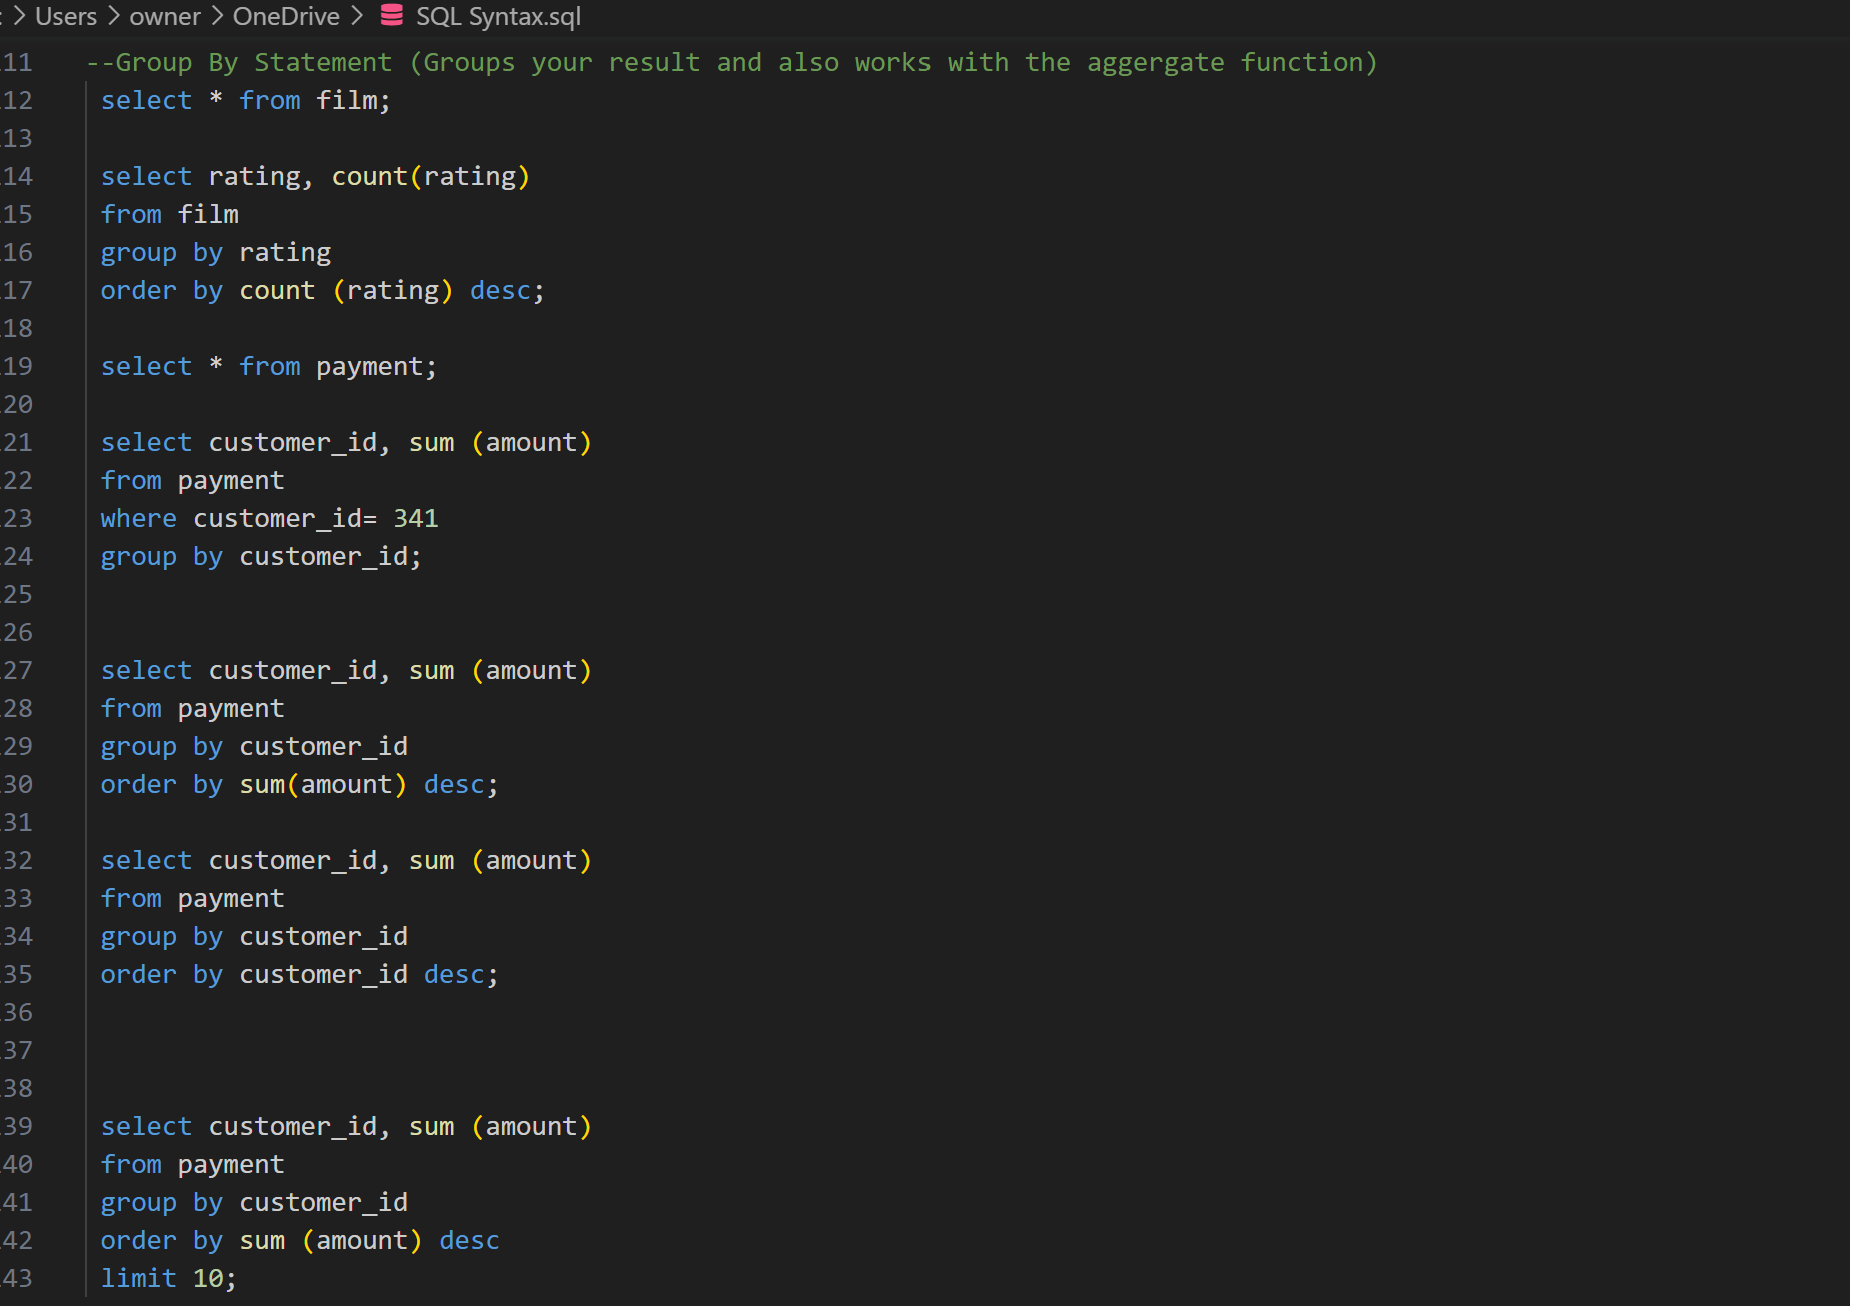 : > Users > owner > OneDrive > SQL Syntax.sql
11 --Group By Statement (Groups your result and also works with the aggergate function)
12 select * from film;
13
14 select rating, count(rating)
15 from film
16 group by rating
17 order by count (rating) desc;
18
19 select * from payment;
20
21 select customer_id, sum (amount)
22 from payment
23 where customer_id= 341
24 group by customer_id;
25
26
27 select customer_id, sum (amount)
28 from payment
29 group by customer_id
30 order by sum(amount) desc;
31
32 select customer_id, sum (amount)
33 from payment
34 group by customer_id
35 order by customer_id desc;
36
37
38
39 select customer_id, sum (amount)
40 from payment
41 group by customer_id
42 order by sum (amount) desc
43 limit 10;